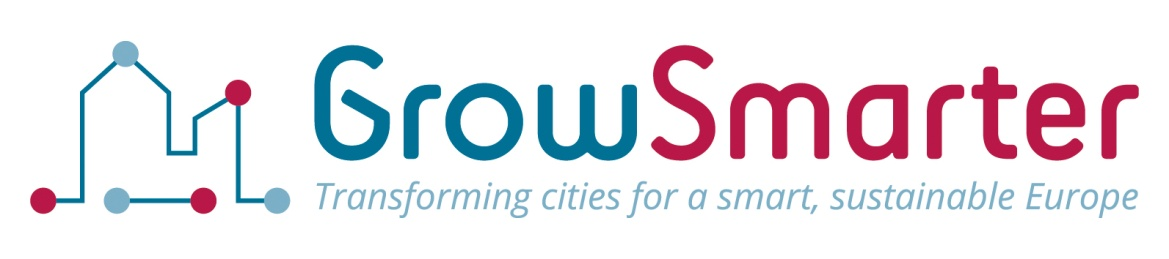 GrowSmarter
Transforming cities for a smart, sustainable Europe